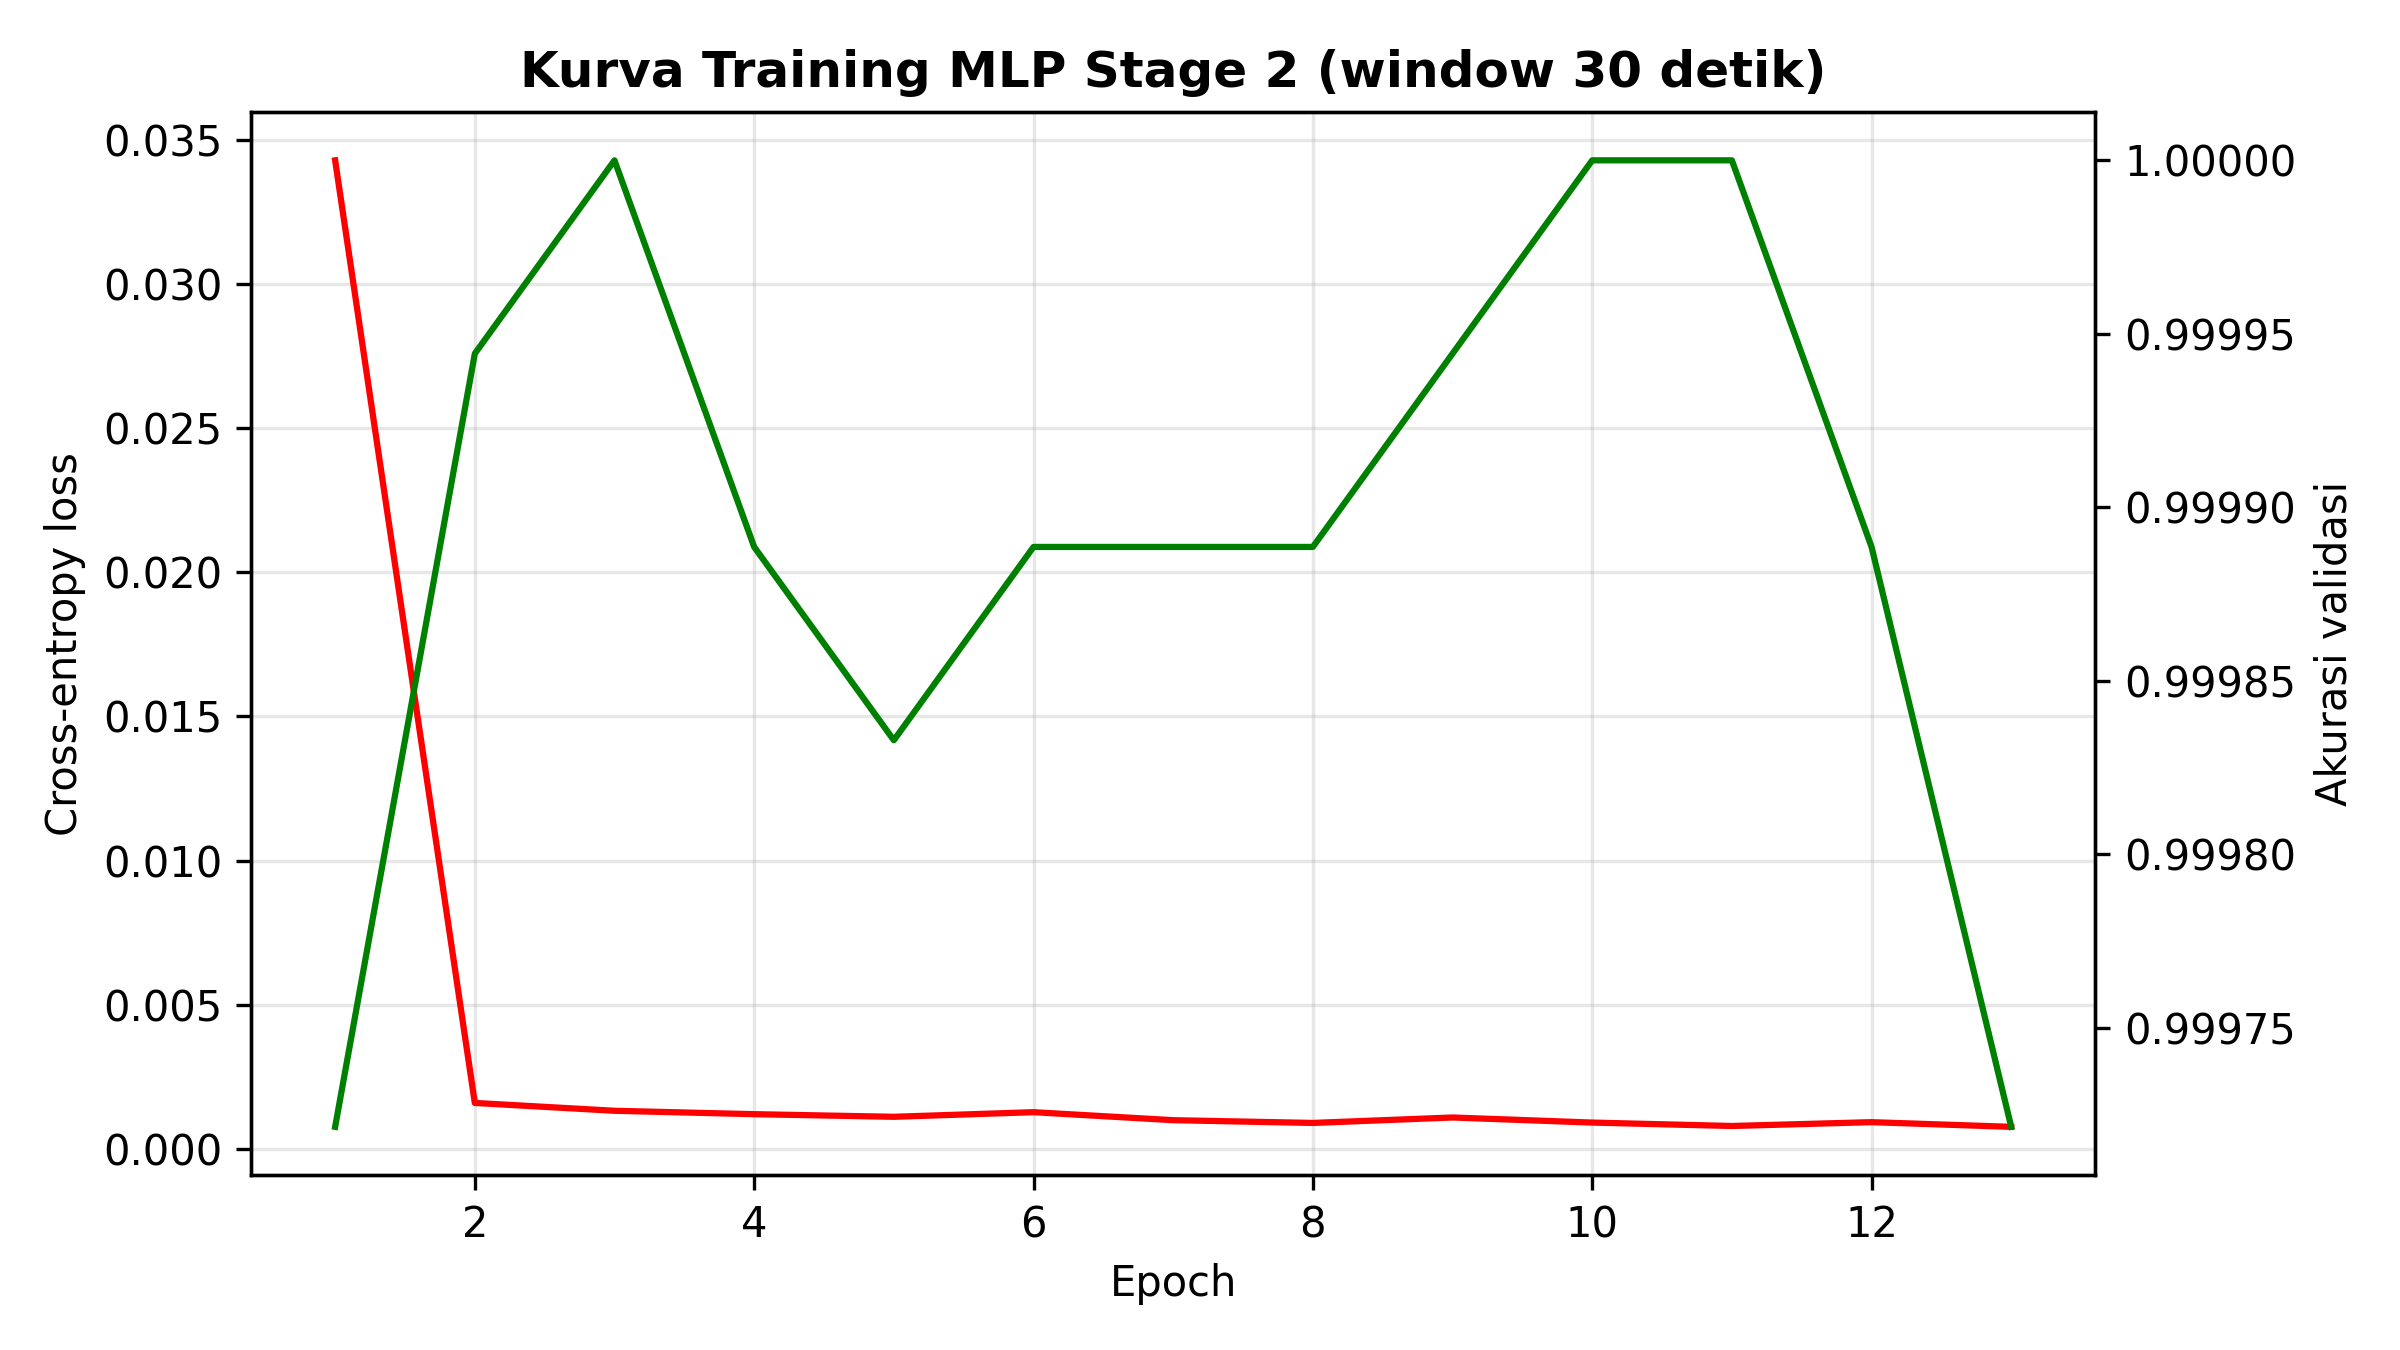 Kurva Training MLP Stage 2 (window 30 detik)
Cross-entropy loss
0.035
0.030
0.025
0.020
0.015
0.010
0.005
0.000
1.00000
0.99995
0.99990
0.99985
0.99980
0.99975
Akurasi validasi
2 4 6 8 10 12
Epoch